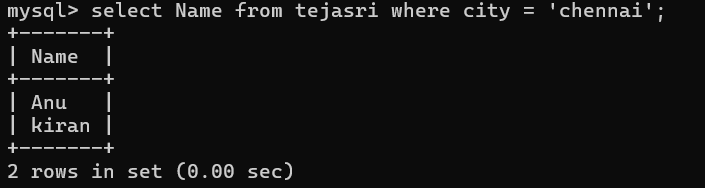 mysql> select Name from tejasri where city = 'chennai';
+-------+
| Name  |
+-------+
| Anu   |
| kiran |
+-------+
2 rows in set (0.00 sec)